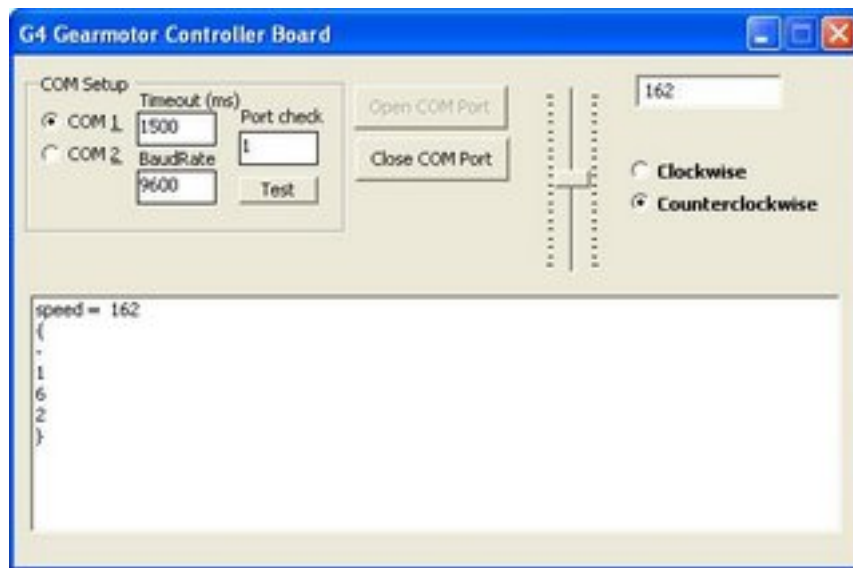 G4 Gearmotor Controller Board
COM Setup
COM 1
COM 2
Timeout (ms)
1500
BaudRate
9600
Port check
1
Test
Open COM Port
Close COM Port
162
Clockwise
Counterclockwise
speed = 162
{
-
1
6
2
}